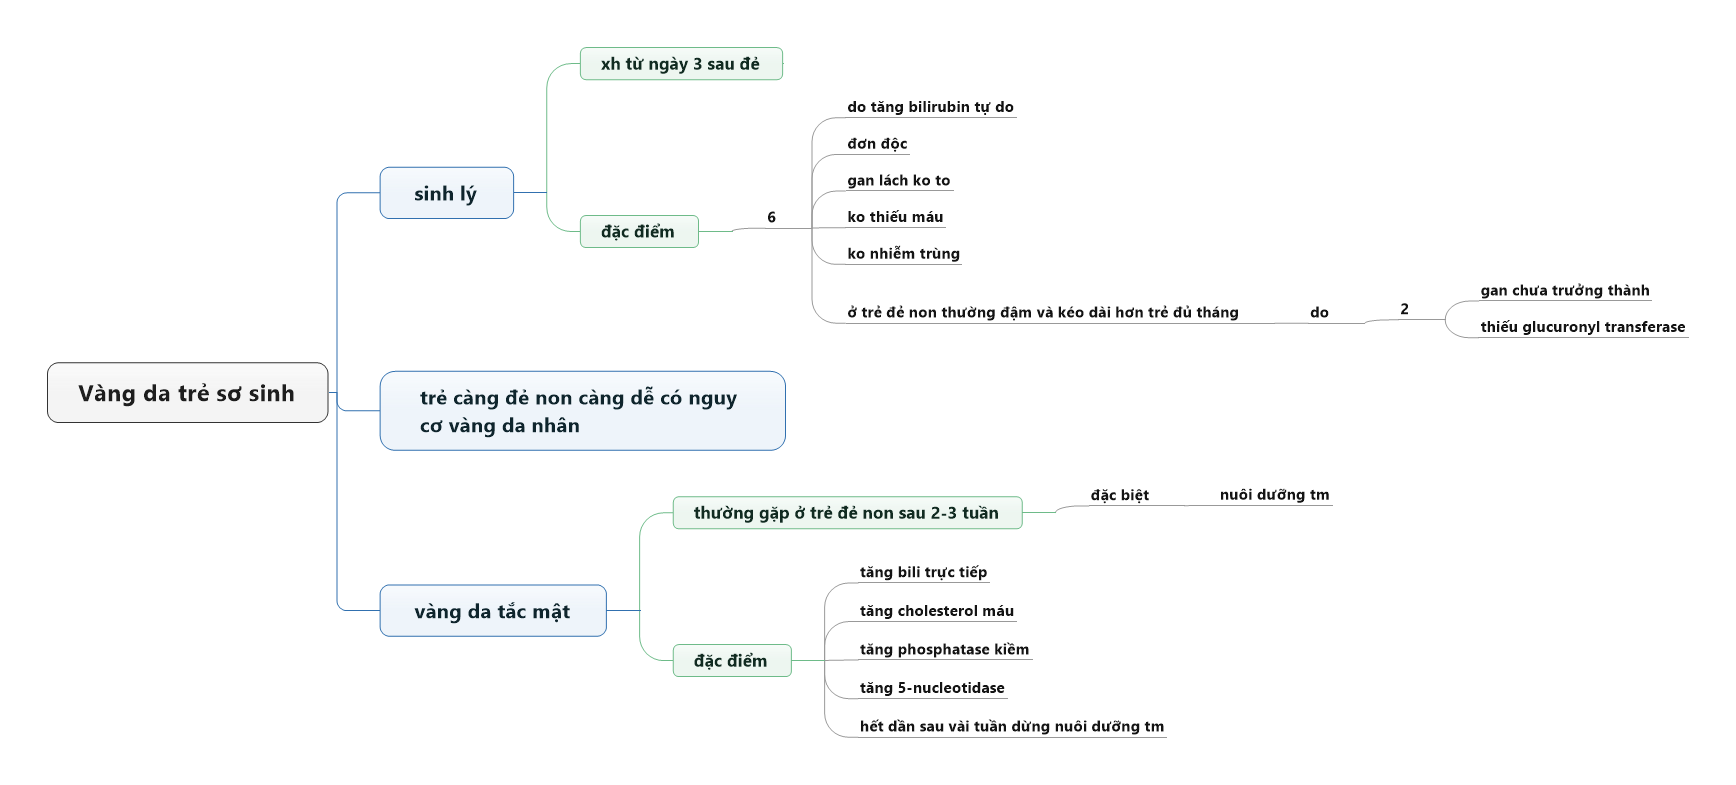 Vàng da trẻ sơ sinh
sinh lý
xh từ ngày 3 sau đẻ
đặc điểm
6
do tăng bilirubin tự do
đơn độc
gan lách ko to
ko thiếu máu
ko nhiễm trùng
ở trẻ đẻ non thường đậm và kéo dài hơn trẻ đủ tháng
do
2
gan chưa trưởng thành
thiếu glucuronyl transferase
trẻ càng đẻ non càng dễ có nguy
cơ vàng da nhân
vàng da tắc mật
thường gặp ở trẻ đẻ non sau 2-3 tuần
đặc biệt
nuôi dưỡng tm
đặc điểm
tăng bili trực tiếp
tăng cholesterol máu
tăng phosphatase kiềm
tăng 5-nucleotidase
hết dần sau vài tuần dừng nuôi dưỡng tm